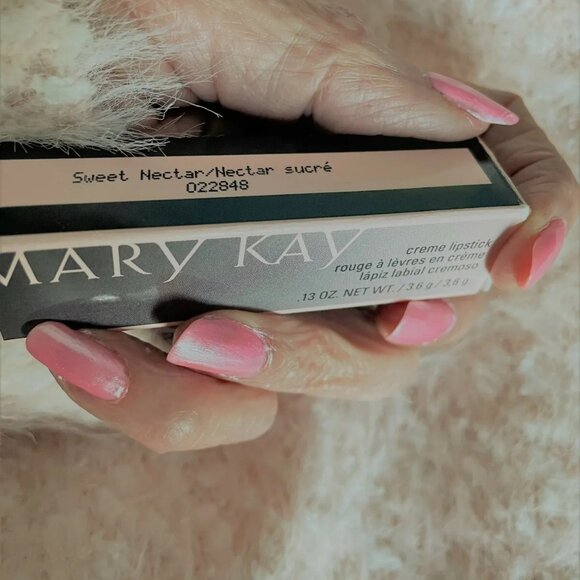 Sweet Nectar/Nectar sucré
022848
MARY KAY
creme lipstick
rouge à lèvres en crème
lápiz labial cremoso
.13 OZ. NET WT. / 3.6 g / 3,6 g